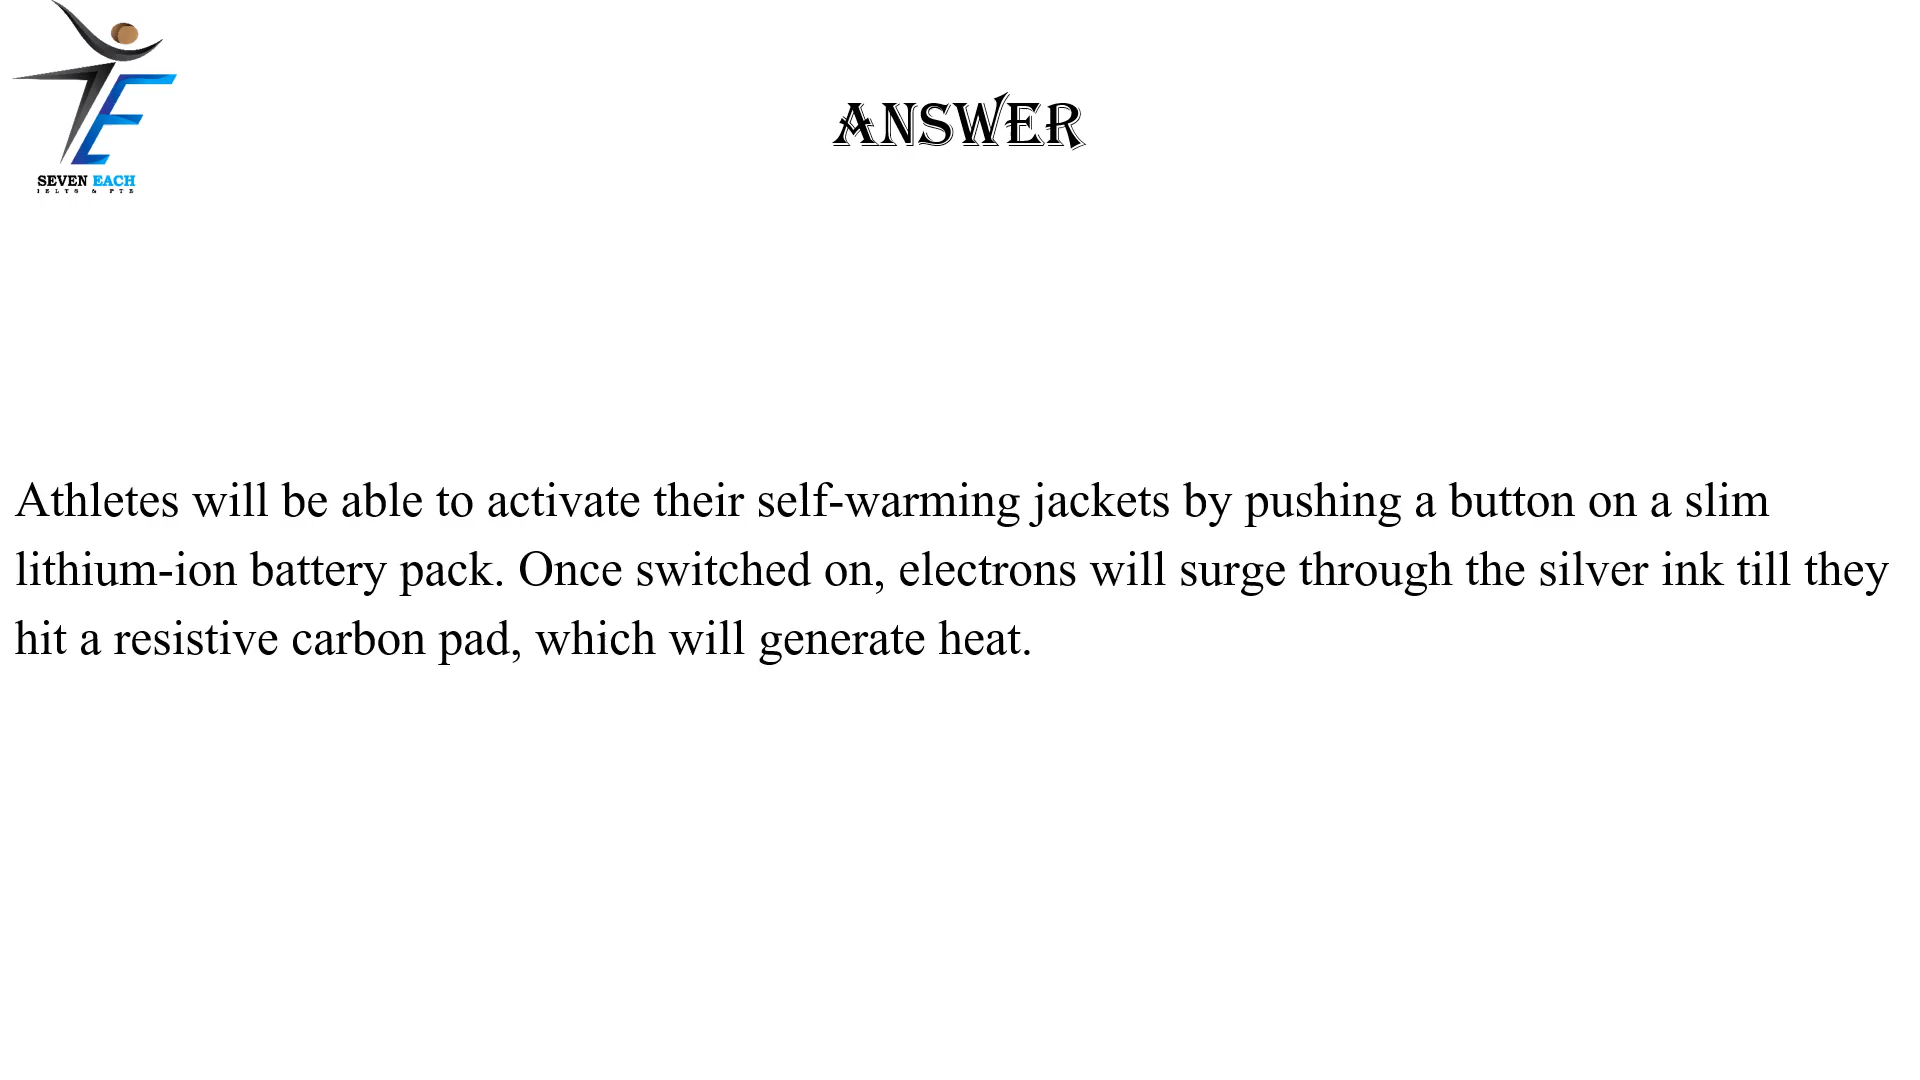 ANSWER
SEVEN EACH
IELTS & PTE
Athletes will be able to activate their self-warming jackets by pushing a button on a slim
lithium-ion battery pack. Once switched on, electrons will surge through the silver ink till they
hit a resistive carbon pad, which will generate heat.